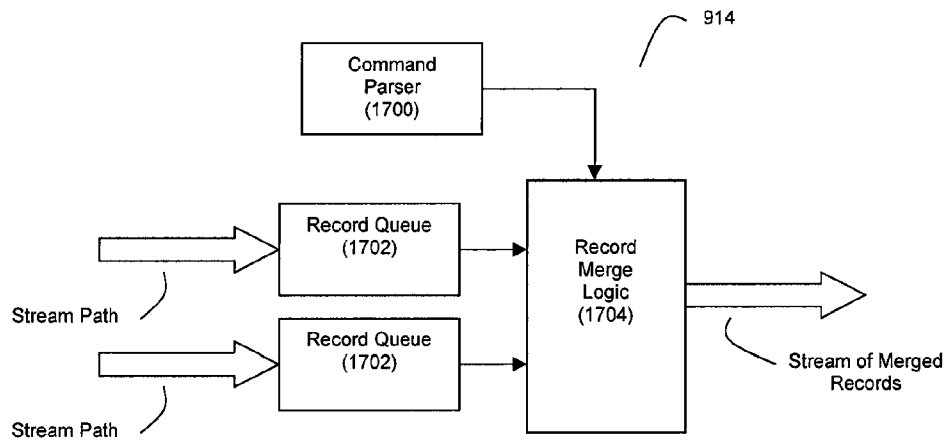 914
Command
Parser
(1700)
Record Queue
(1702)
Record
Merge
Logic
(1704)
Stream Path
Record Queue
(1702)
Stream of Merged
Records
Stream Path